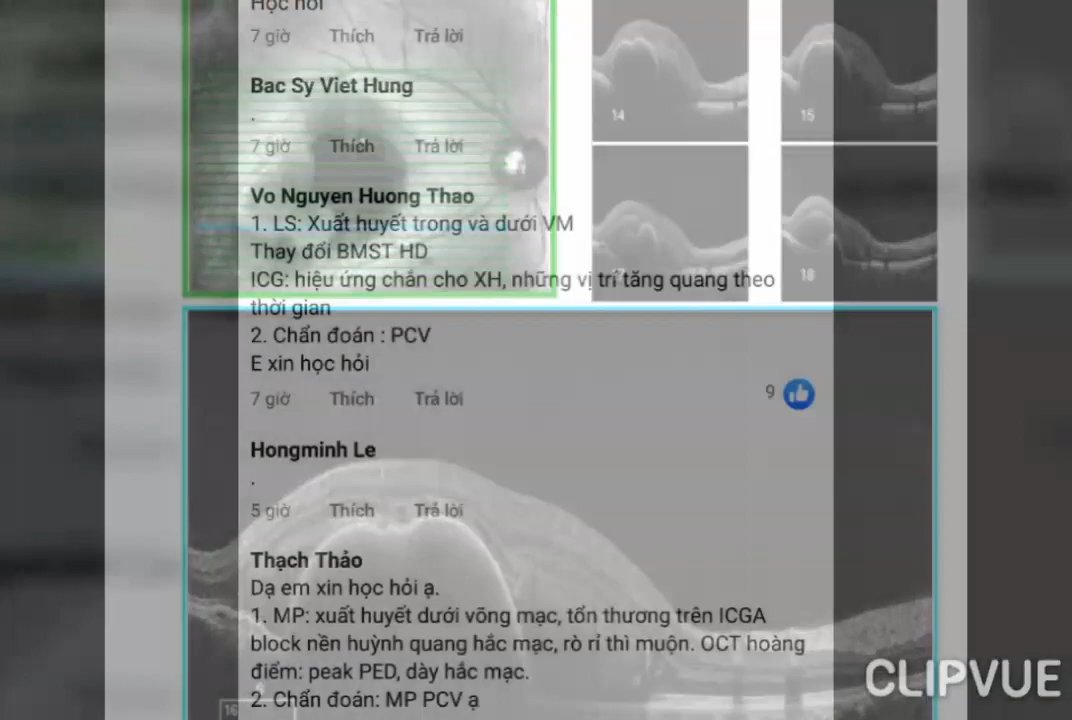 Học hỏi
7 giờ Thích Trả lời
Bac Sy Viet Hung
.
7 giờ Thích Trả lời
Vo Nguyen Huong Thao
1. LS: Xuất huyết trong và dưới VM
Thay đổi BMST HD
ICG: hiệu ứng chắn cho XH, những vị trí tăng quang theo
thời gian
2. Chẩn đoán : PCV
E xin học hỏi
7 giờ Thích Trả lời 9
Hongminh Le
.
5 giờ Thích Trả lời
Thạch Thảo
Dạ em xin học hỏi ạ.
1. MP: xuất huyết dưới võng mạc, tổn thương trên ICGA
block nền huỳnh quang hắc mạc, rò rỉ thì muộn. OCT hoàng
điểm: peak PED, dày hắc mạc.
2. Chẩn đoán: MP PCV ạ
14
15
17
18
16
CLIPVUE